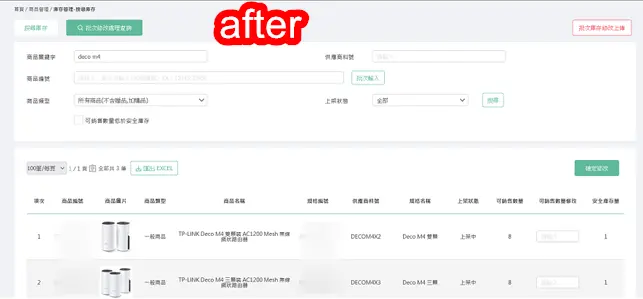 首頁 / 商品管理 / 庫存管理-搜尋庫存
after
搜尋庫存
批次修改處理查詢
批次庫存修改上傳
商品關鍵字
deco m4
供應商料號
商品編號
批次輸入
商品類型
所有商品(不含贈品,加購品)
上架狀態
全部
搜尋
可銷售數量低於安全庫存
100筆/每頁
1 / 1 頁
全部共 3 條
匯出 EXCEL
確定修改
項次 商品編號 商品圖片 商品類型 商品名稱 規格編號 供應商料號 規格名稱 上架狀態 可銷售數量 可銷售數量修改 安全庫存量
1 一般商品 TP-LINK Deco M4 雙顆裝 AC1200 Mesh 無線
網狀路由器 DECOM4X2 Deco M4 雙顆 上架中 8 1
2 一般商品 TP-LINK Deco M4 三顆裝 AC1200 Mesh 無線
網狀路由器 DECOM4X3 Deco M4 三顆 上架中 8 1